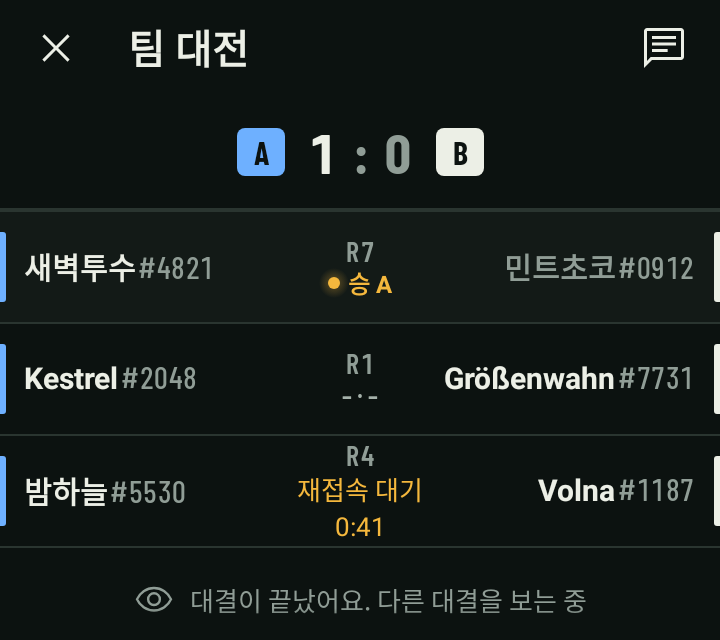 팀 대전
A 1 : 0 B
새벽투수#4821 R7 민트초코#0912
승 A
Kestrel#2048 R1 Größenwahn#7731
-·-
R4
밤하늘#5530 재접속 대기 Volna#1187
0:41
대결이 끝났어요. 다른 대결을 보는 중